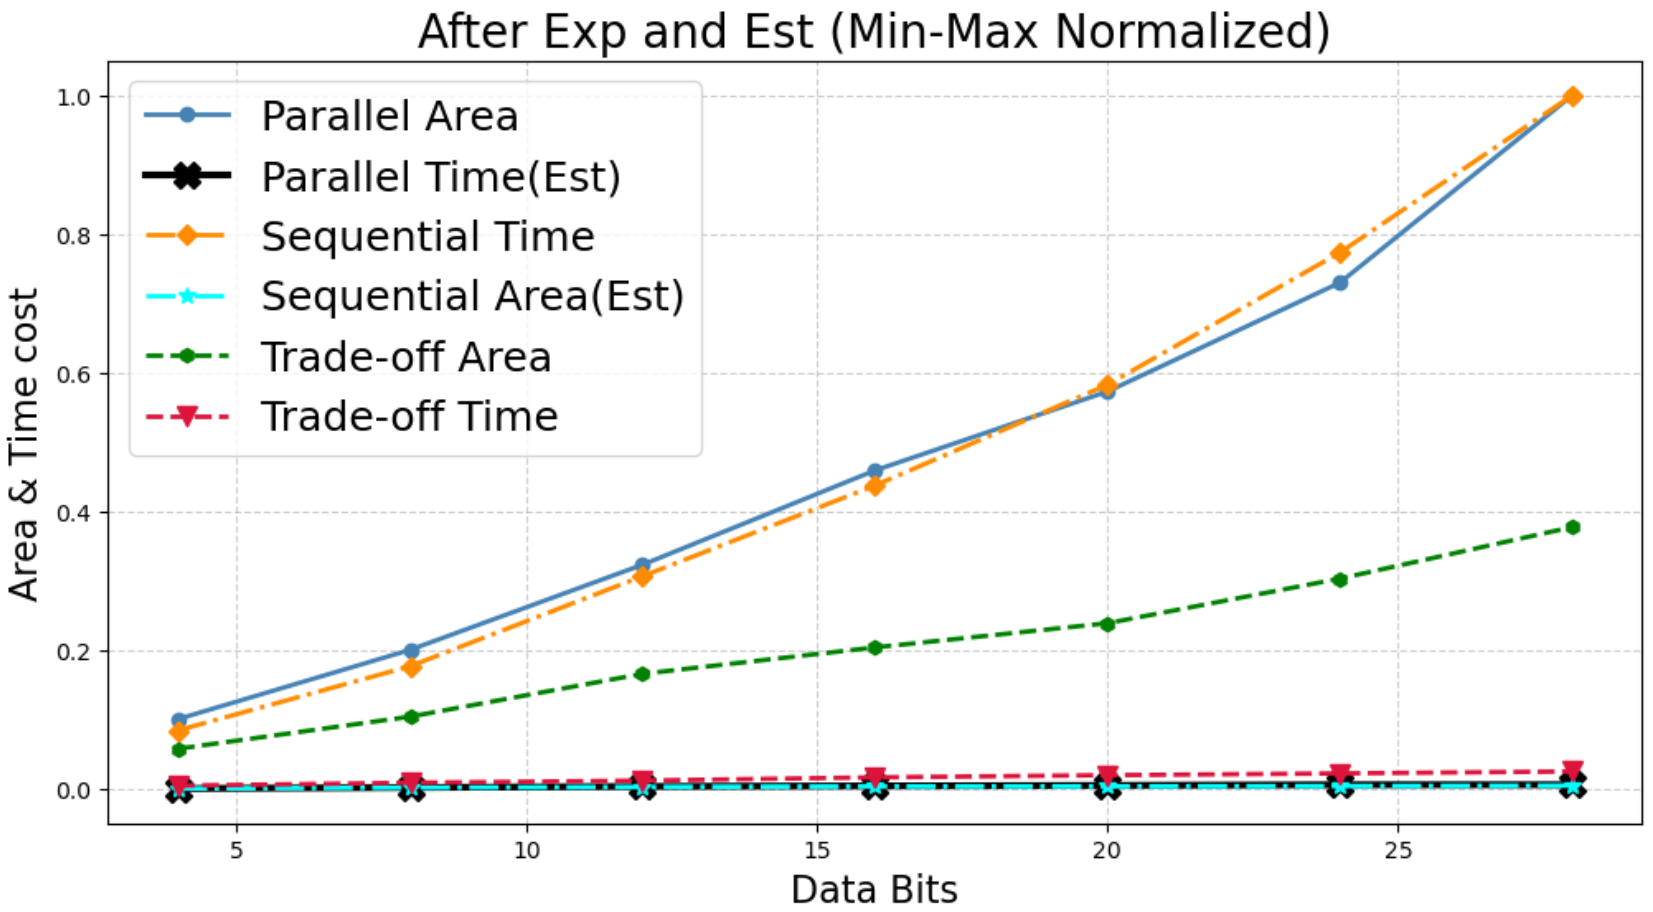 After Exp and Est (Min-Max Normalized)
Parallel Area
Parallel Time(Est)
Sequential Time
Sequential Area(Est)
Trade-off Area
Trade-off Time
Area & Time cost
1.0
0.8
0.6
0.4
0.2
0.0
5
10
15
20
25
Data Bits